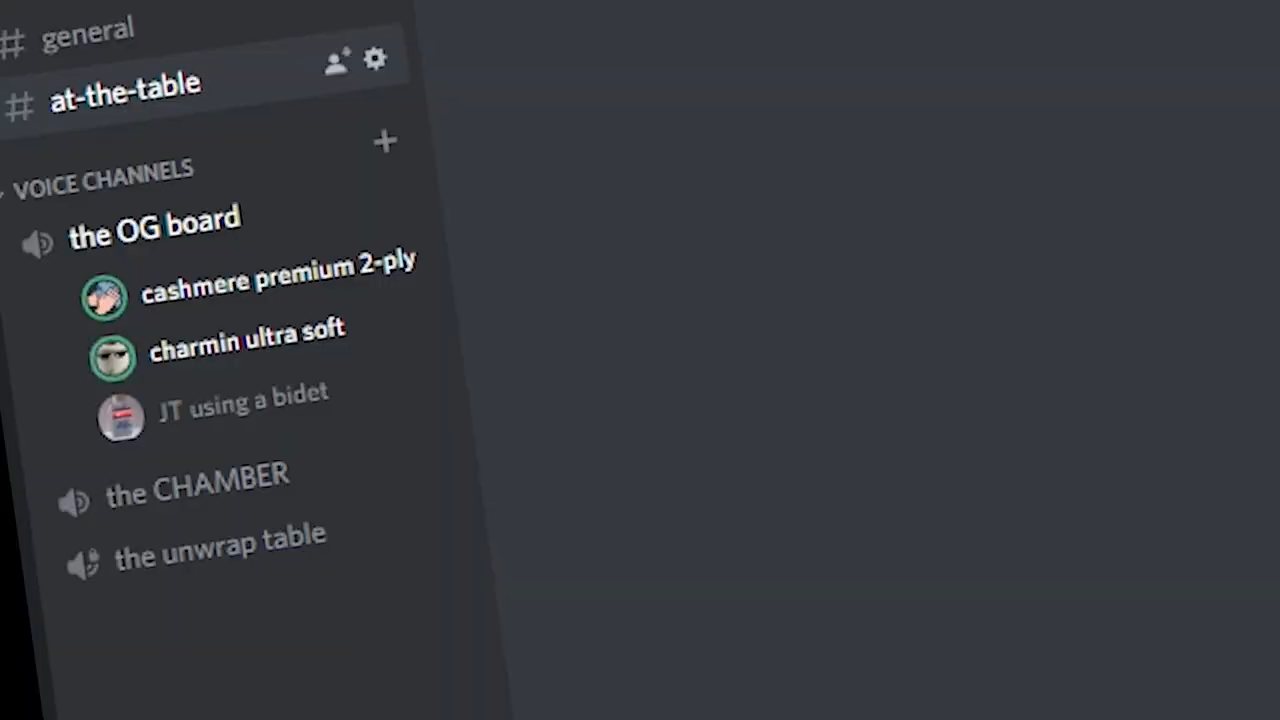 # general
# at-the-table
VOICE CHANNELS
the OG board
cashmere premium 2-ply
charmin ultra soft
JT using a bidet
the CHAMBER
the unwrap table